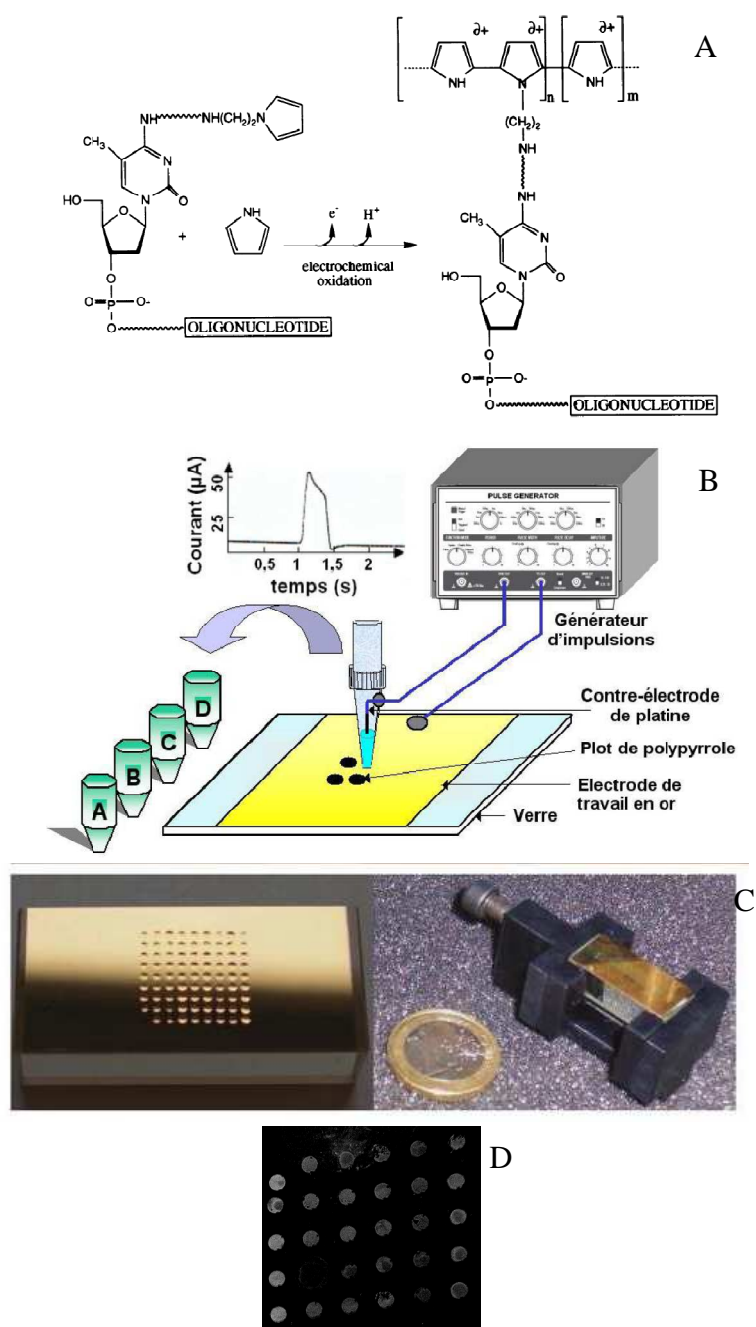 A
∂+ ∂+ ∂+
NH N NH
n m
(CH₂)₂
NH
NH
NH NH(CH₂)₂ N
CH₃
N
N O
HO
O
+
NH
e⁻ H⁺
electrochemical
oxidation
O
O P O-
O OLIGONUCLEOTIDE
CH₃
N
N O
HO
O
O
O=P O-
O OLIGONUCLEOTIDE
B
Courant (µA)
50
25
0,5 1 1,5 2
temps (s)
PULSE GENERATOR
Générateur
d'impulsions
Contre-électrode
de platine
Plot de polypyrrole
Electrode de
travail en or
Verre
D
C
B
A
C
D